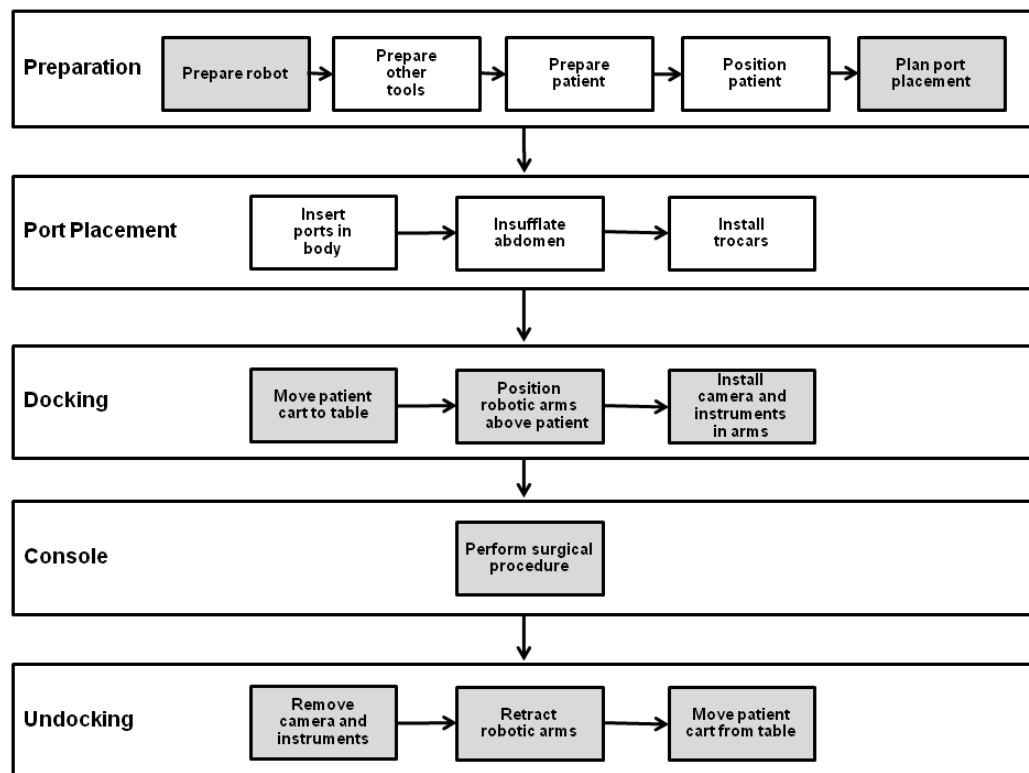 Preparation
Prepare robot
Prepare
other
tools
Prepare
patient
Position
patient
Plan port
placement
Port Placement
Insert
ports in
body
Insufflate
abdomen
Install
trocars
Docking
Move patient
cart to table
Position
robotic arms
above patient
Install
camera and
instruments
in arms
Console
Perform surgical
procedure
Undocking
Remove
camera and
instruments
Retract
robotic arms
Move patient
cart from table